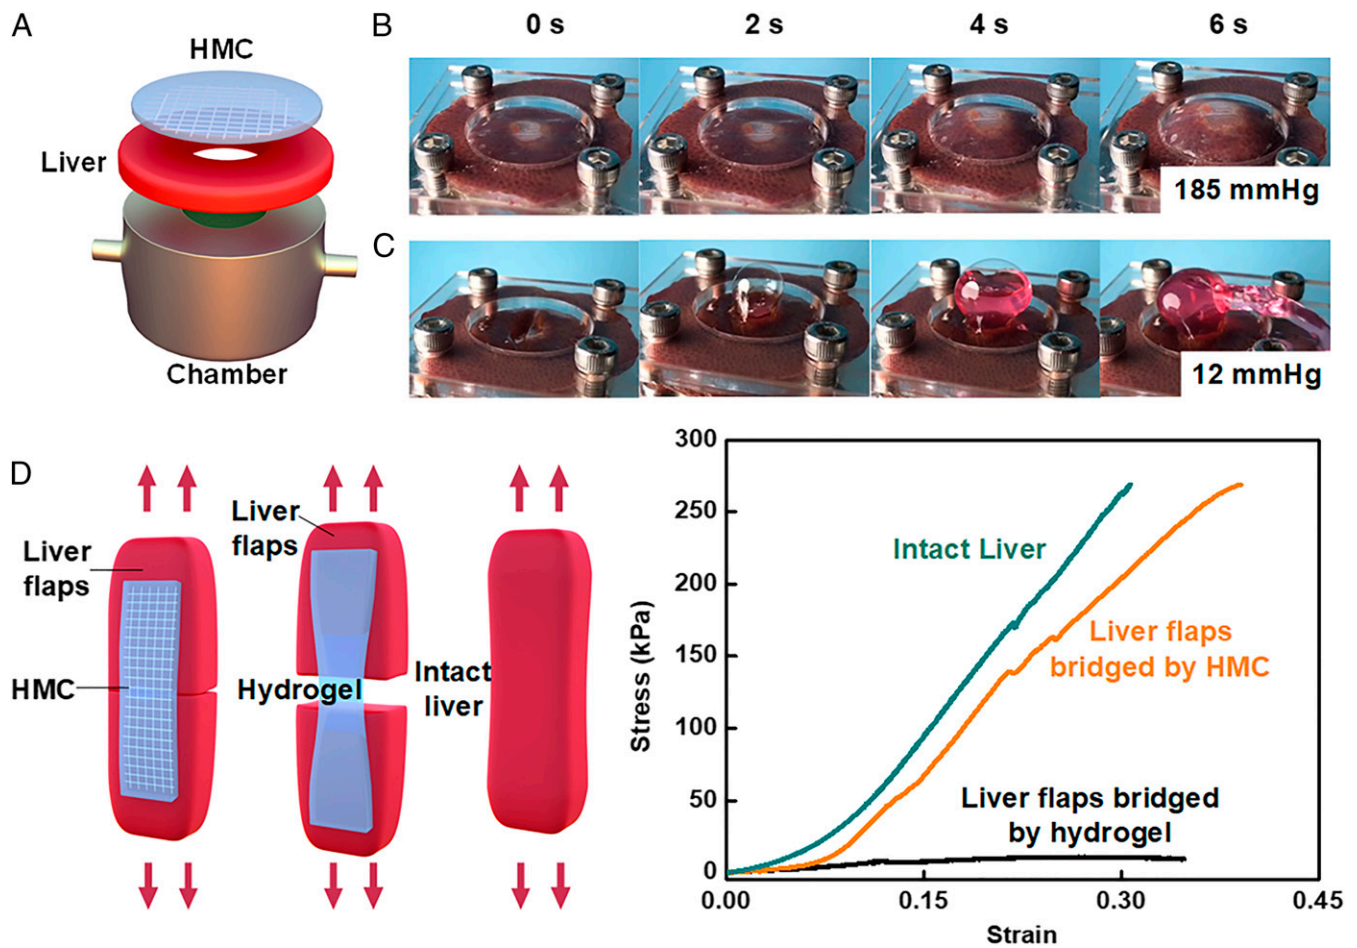 A
HMC
Liver
Chamber
B
0 s
2 s
4 s
6 s
185 mmHg
C
12 mmHg
D
Liver
flaps
HMC
Liver
flaps
Hydrogel
Intact
liver
300
250
200
150
100
50
0
Stress (kPa)
Intact Liver
Liver flaps
bridged by HMC
Liver flaps bridged
by hydrogel
0.00
0.15
0.30
0.45
Strain